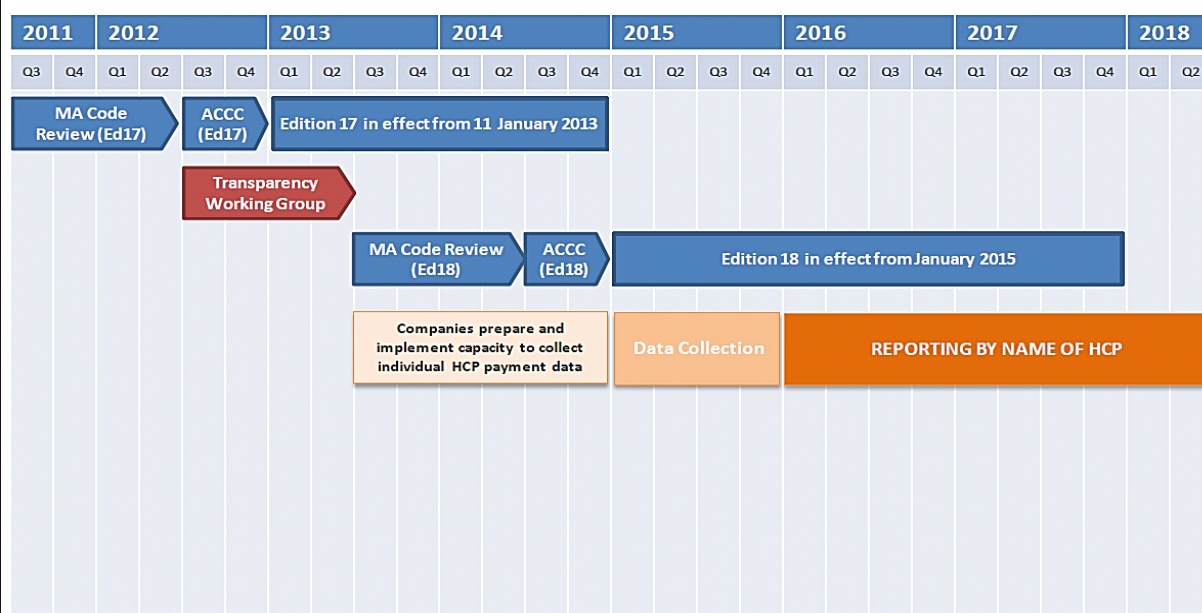 2011 2012 2013 2014 2015 2016 2017 2018
Q3 Q4 Q1 Q2 Q3 Q4 Q1 Q2 Q3 Q4 Q1 Q2 Q3 Q4 Q1 Q2 Q3 Q4 Q1 Q2 Q3 Q4 Q1 Q2 Q3 Q4 Q1 Q2
MA Code
Review (Ed17)
ACCC
(Ed17)
Edition 17 in effect from 11 January 2013
Transparency
Working Group
MA Code Review
(Ed18)
ACCC
(Ed18)
Edition 18 in effect from January 2015
Companies prepare and
implement capacity to collect
individual HCP payment data
Data Collection
REPORTING BY NAME OF HCP